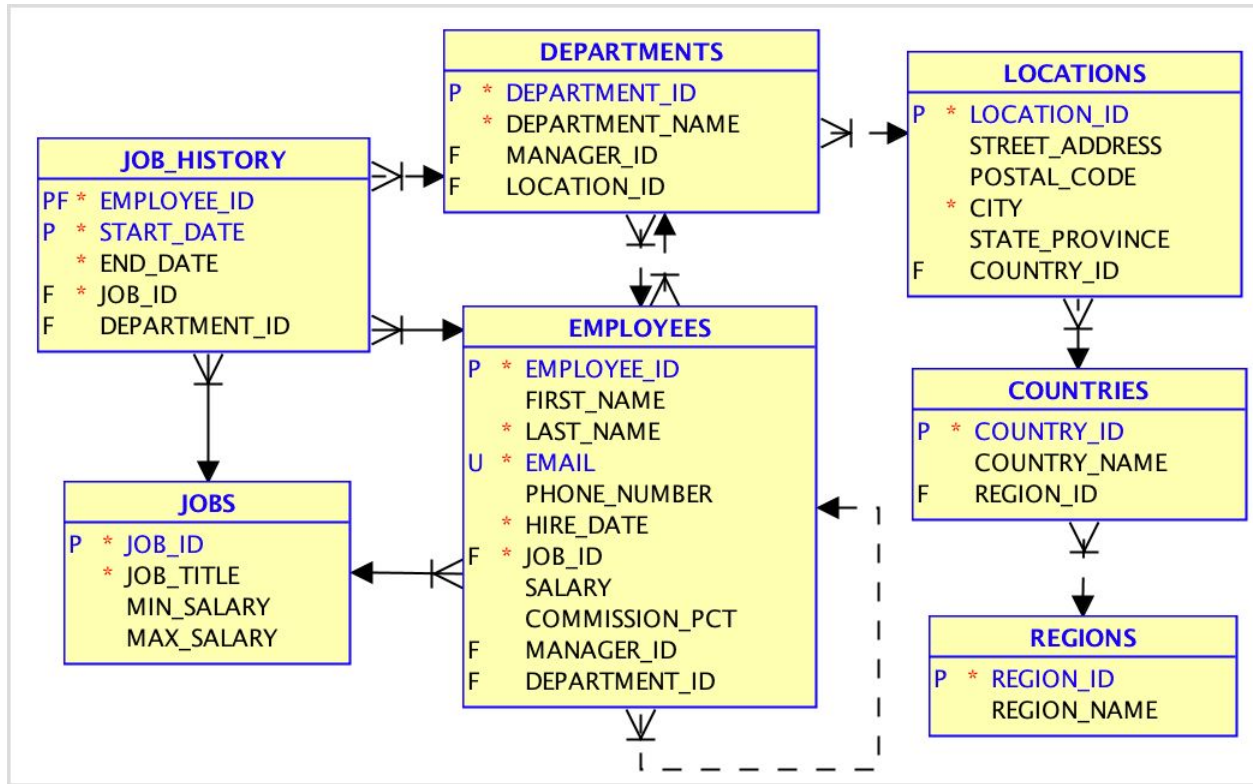 DEPARTMENTS
P * DEPARTMENT_ID
* DEPARTMENT_NAME
F MANAGER_ID
F LOCATION_ID
LOCATIONS
P * LOCATION_ID
STREET_ADDRESS
POSTAL_CODE
* CITY
STATE_PROVINCE
F COUNTRY_ID
JOB_HISTORY
PF * EMPLOYEE_ID
P * START_DATE
* END_DATE
F * JOB_ID
F DEPARTMENT_ID
EMPLOYEES
P * EMPLOYEE_ID
FIRST_NAME
* LAST_NAME
U * EMAIL
PHONE_NUMBER
* HIRE_DATE
F * JOB_ID
SALARY
COMMISSION_PCT
F MANAGER_ID
F DEPARTMENT_ID
COUNTRIES
P * COUNTRY_ID
COUNTRY_NAME
F REGION_ID
JOBS
P * JOB_ID
* JOB_TITLE
MIN_SALARY
MAX_SALARY
REGIONS
P * REGION_ID
REGION_NAME